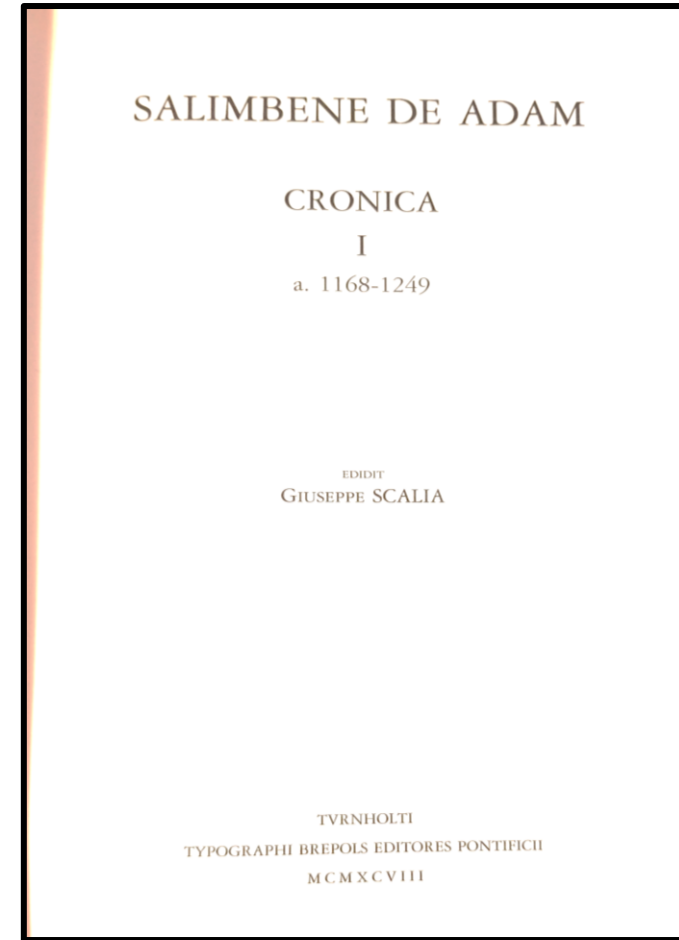 SALIMBENE DE ADAM
CRONICA
I
a. 1168-1249
EDIDIT
GIUSEPPE SCALIA
TVRNHOLTI
TYPOGRAPHI BREPOLS EDITORES PONTIFICII
MCMXCVIII